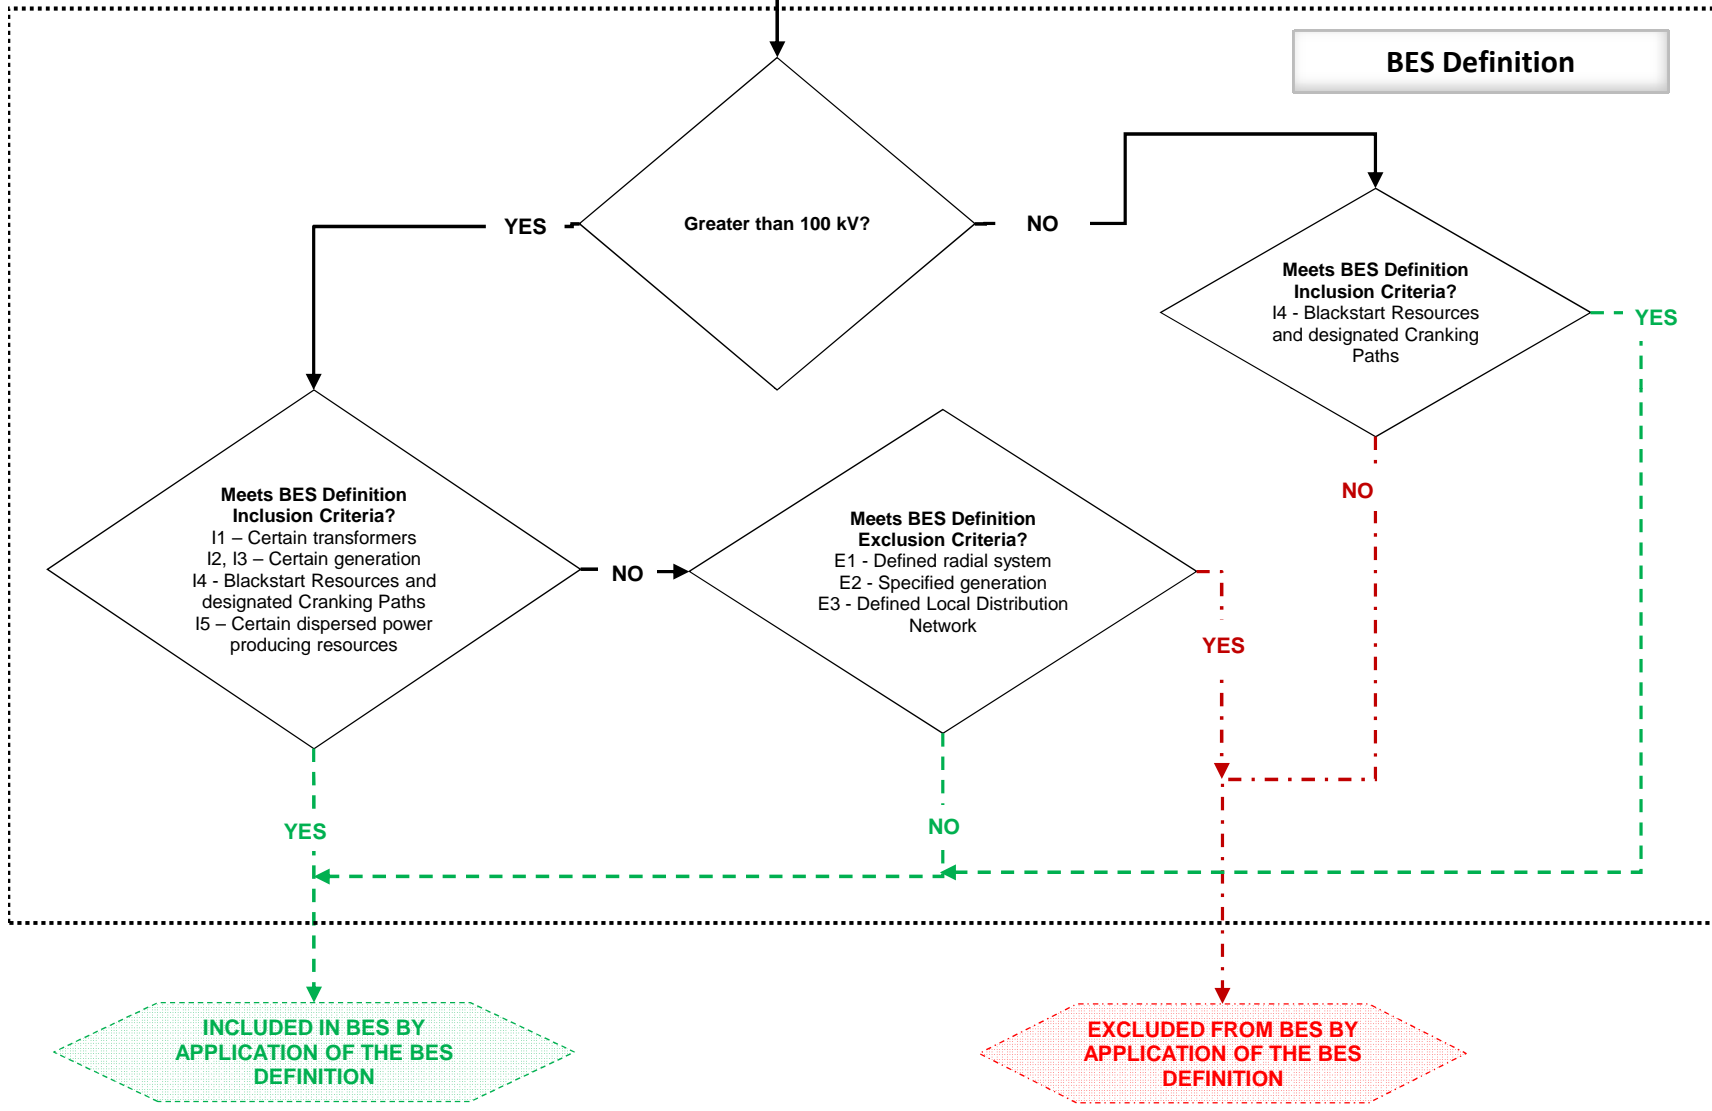 BES Definition
Greater than 100 kV?
YES
NO
Meets BES Definition
Inclusion Criteria?
I4 - Blackstart Resources
and designated Cranking
Paths
YES
NO
Meets BES Definition
Inclusion Criteria?
I1 – Certain transformers
I2, I3 – Certain generation
I4 - Blackstart Resources and
designated Cranking Paths
I5 – Certain dispersed power
producing resources
NO
Meets BES Definition
Exclusion Criteria?
E1 - Defined radial system
E2 - Specified generation
E3 - Defined Local Distribution
Network
YES
YES
NO
INCLUDED IN BES BY
APPLICATION OF THE BES
DEFINITION
EXCLUDED FROM BES BY
APPLICATION OF THE BES
DEFINITION